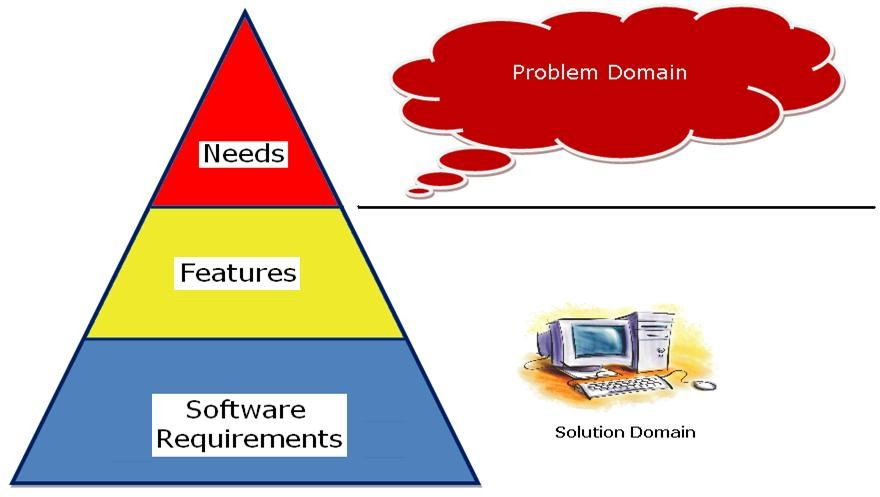 Problem Domain
Needs
Features
Software
Requirements
Solution Domain